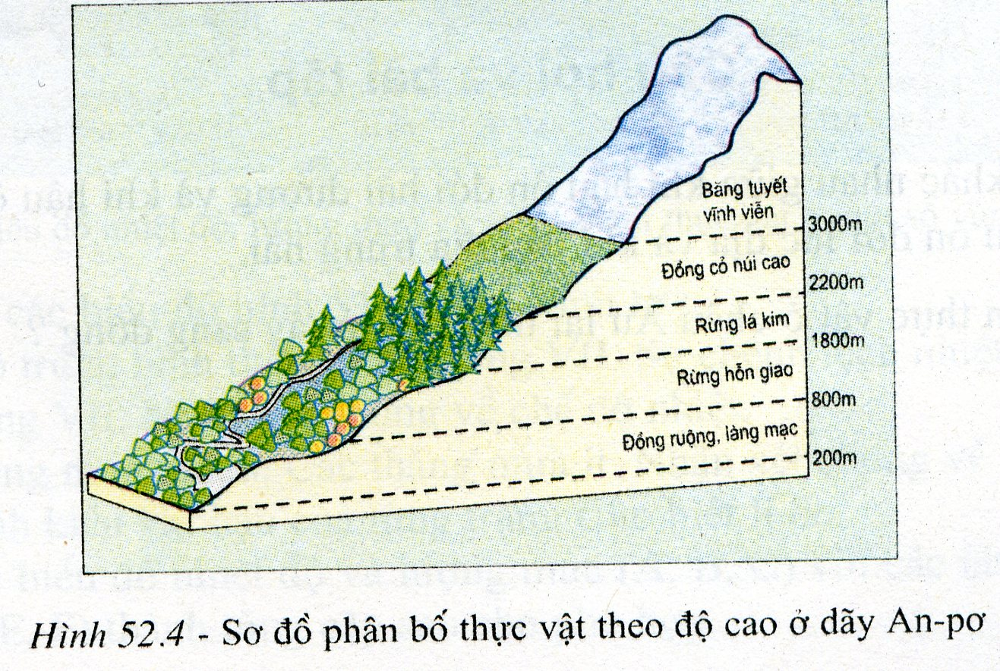 Băng tuyết
vĩnh viễn
3000m
Đồng cỏ núi cao
2200m
Rừng lá kim
1800m
Rừng hỗn giao
800m
Đồng ruộng, làng mạc
200m
Hình 52.4 - Sơ đồ phân bố thực vật theo độ cao ở dãy An-pơ